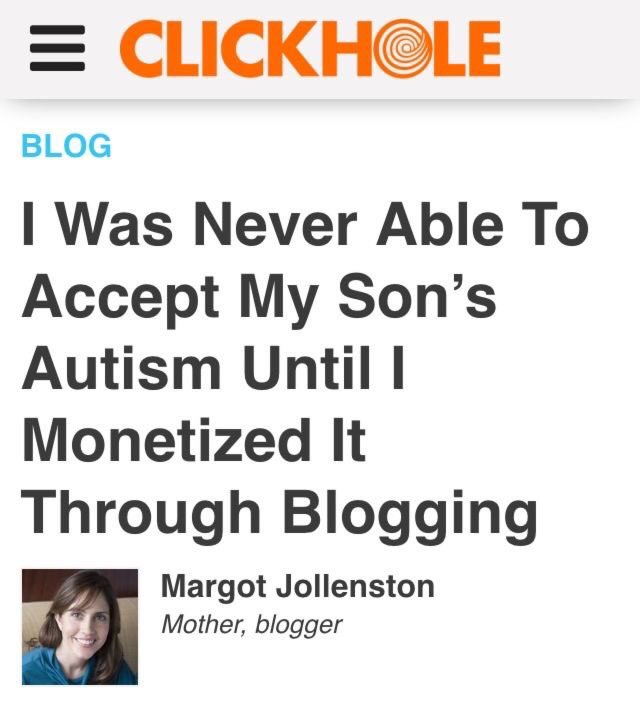 CLICKHOLE
BLOG
I Was Never Able To
Accept My Son’s
Autism Until I
Monetized It
Through Blogging
Margot Jollenston
Mother, blogger